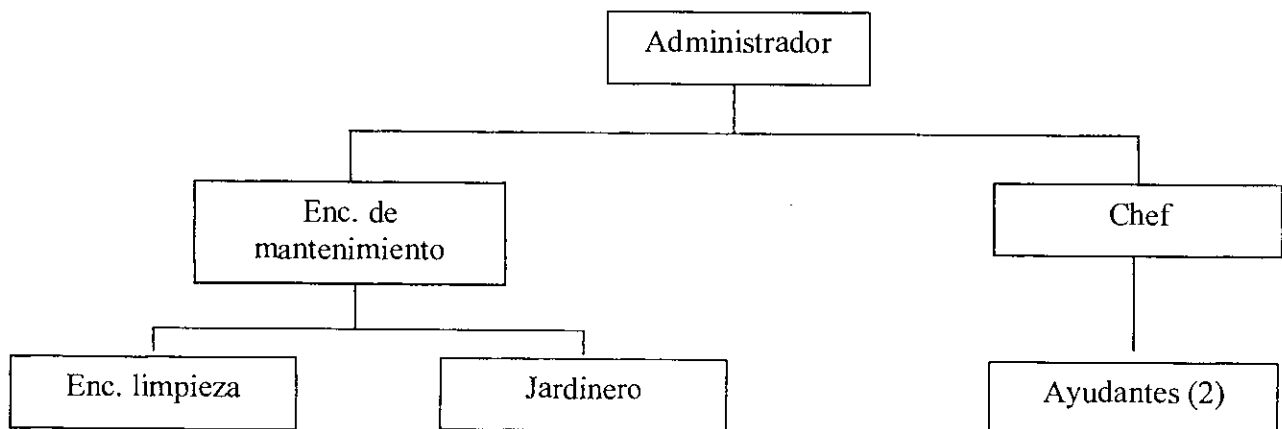 Administrador
Enc. de
mantenimiento
Chef
Enc. limpieza
Jardinero
Ayudantes (2)